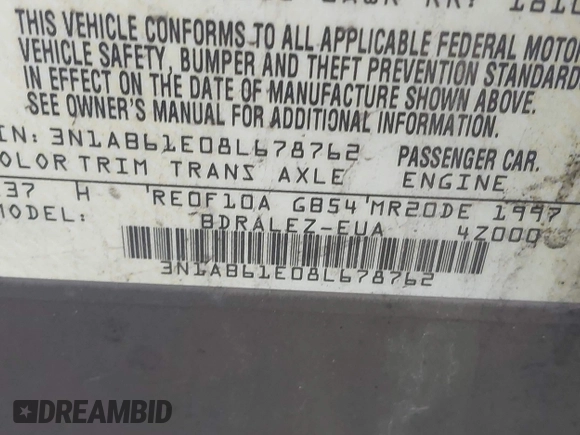 THIS VEHICLE CONFORMS TO ALL APPLICABLE FEDERAL MOTOR
VEHICLE SAFETY, BUMPER AND THEFT PREVENTION STANDARD
IN EFFECT ON THE DATE OF MANUFACTURE SHOWN ABOVE.
SEE OWNER'S MANUAL FOR ADDITIONAL INFORMATION.
IN: 3N1AB61E08L678762 PASSENGER CAR.
OLOR TRIM TRANS AXLE ENGINE
37 H 'RE0F10A GB54'MR20DE 1997
MODEL: BDRALEZ-EUA 4Z000
3N1AB61E08L678762
DREAMBID